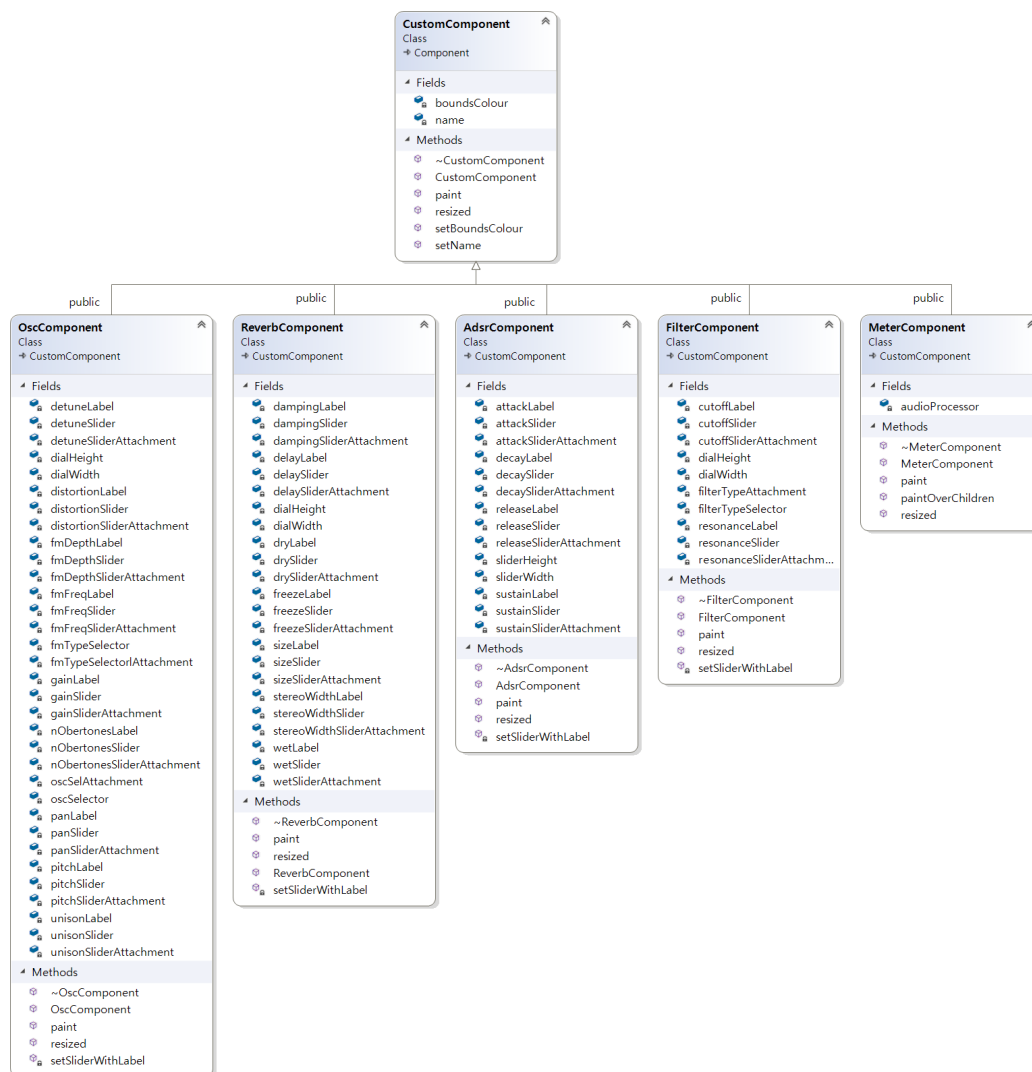 CustomComponent
Class
Component
Fields
boundsColour
name
Methods
~CustomComponent
CustomComponent
paint
resized
setBoundsColour
setName
public
public
public
public
public
OscComponent
Class
CustomComponent
Fields
detuneLabel
detuneSlider
detuneSliderAttachment
dialHeight
dialWidth
distortionLabel
distortionSlider
distortionSliderAttachment
fmDepthLabel
fmDepthSlider
fmDepthSliderAttachment
fmFreqLabel
fmFreqSlider
fmFreqSliderAttachment
fmTypeSelector
fmTypeSelectorlAttachment
gainLabel
gainSlider
gainSliderAttachment
nObertonesLabel
nObertonesSlider
nObertonesSliderAttachment
oscSelAttachment
oscSelector
panLabel
panSlider
panSliderAttachment
pitchLabel
pitchSlider
pitchSliderAttachment
unisonLabel
unisonSlider
unisonSliderAttachment
Methods
~OscComponent
OscComponent
paint
resized
setSliderWithLabel
ReverbComponent
Class
CustomComponent
Fields
dampingLabel
dampingSlider
dampingSliderAttachment
delayLabel
delaySlider
delaySliderAttachment
dialHeight
dialWidth
dryLabel
drySlider
drySliderAttachment
freezeLabel
freezeSlider
freezeSliderAttachment
sizeLabel
sizeSlider
sizeSliderAttachment
stereoWidthLabel
stereoWidthSlider
stereoWidthSliderAttachment
wetLabel
wetSlider
wetSliderAttachment
Methods
~ReverbComponent
paint
resized
ReverbComponent
setSliderWithLabel
AdsrComponent
Class
CustomComponent
Fields
attackLabel
attackSlider
attackSliderAttachment
decayLabel
decaySlider
decaySliderAttachment
releaseLabel
releaseSlider
releaseSliderAttachment
sliderHeight
sliderWidth
sustainLabel
sustainSlider
sustainSliderAttachment
Methods
~AdsrComponent
AdsrComponent
paint
resized
setSliderWithLabel
FilterComponent
Class
CustomComponent
Fields
cutoffLabel
cutoffSlider
cutoffSliderAttachment
dialHeight
dialWidth
filterTypeAttachment
filterTypeSelector
resonanceLabel
resonanceSlider
resonanceSliderAttachm...
Methods
~FilterComponent
FilterComponent
paint
resized
setSliderWithLabel
MeterComponent
Class
CustomComponent
Fields
audioProcessor
Methods
~MeterComponent
MeterComponent
paint
paintOverChildren
resized